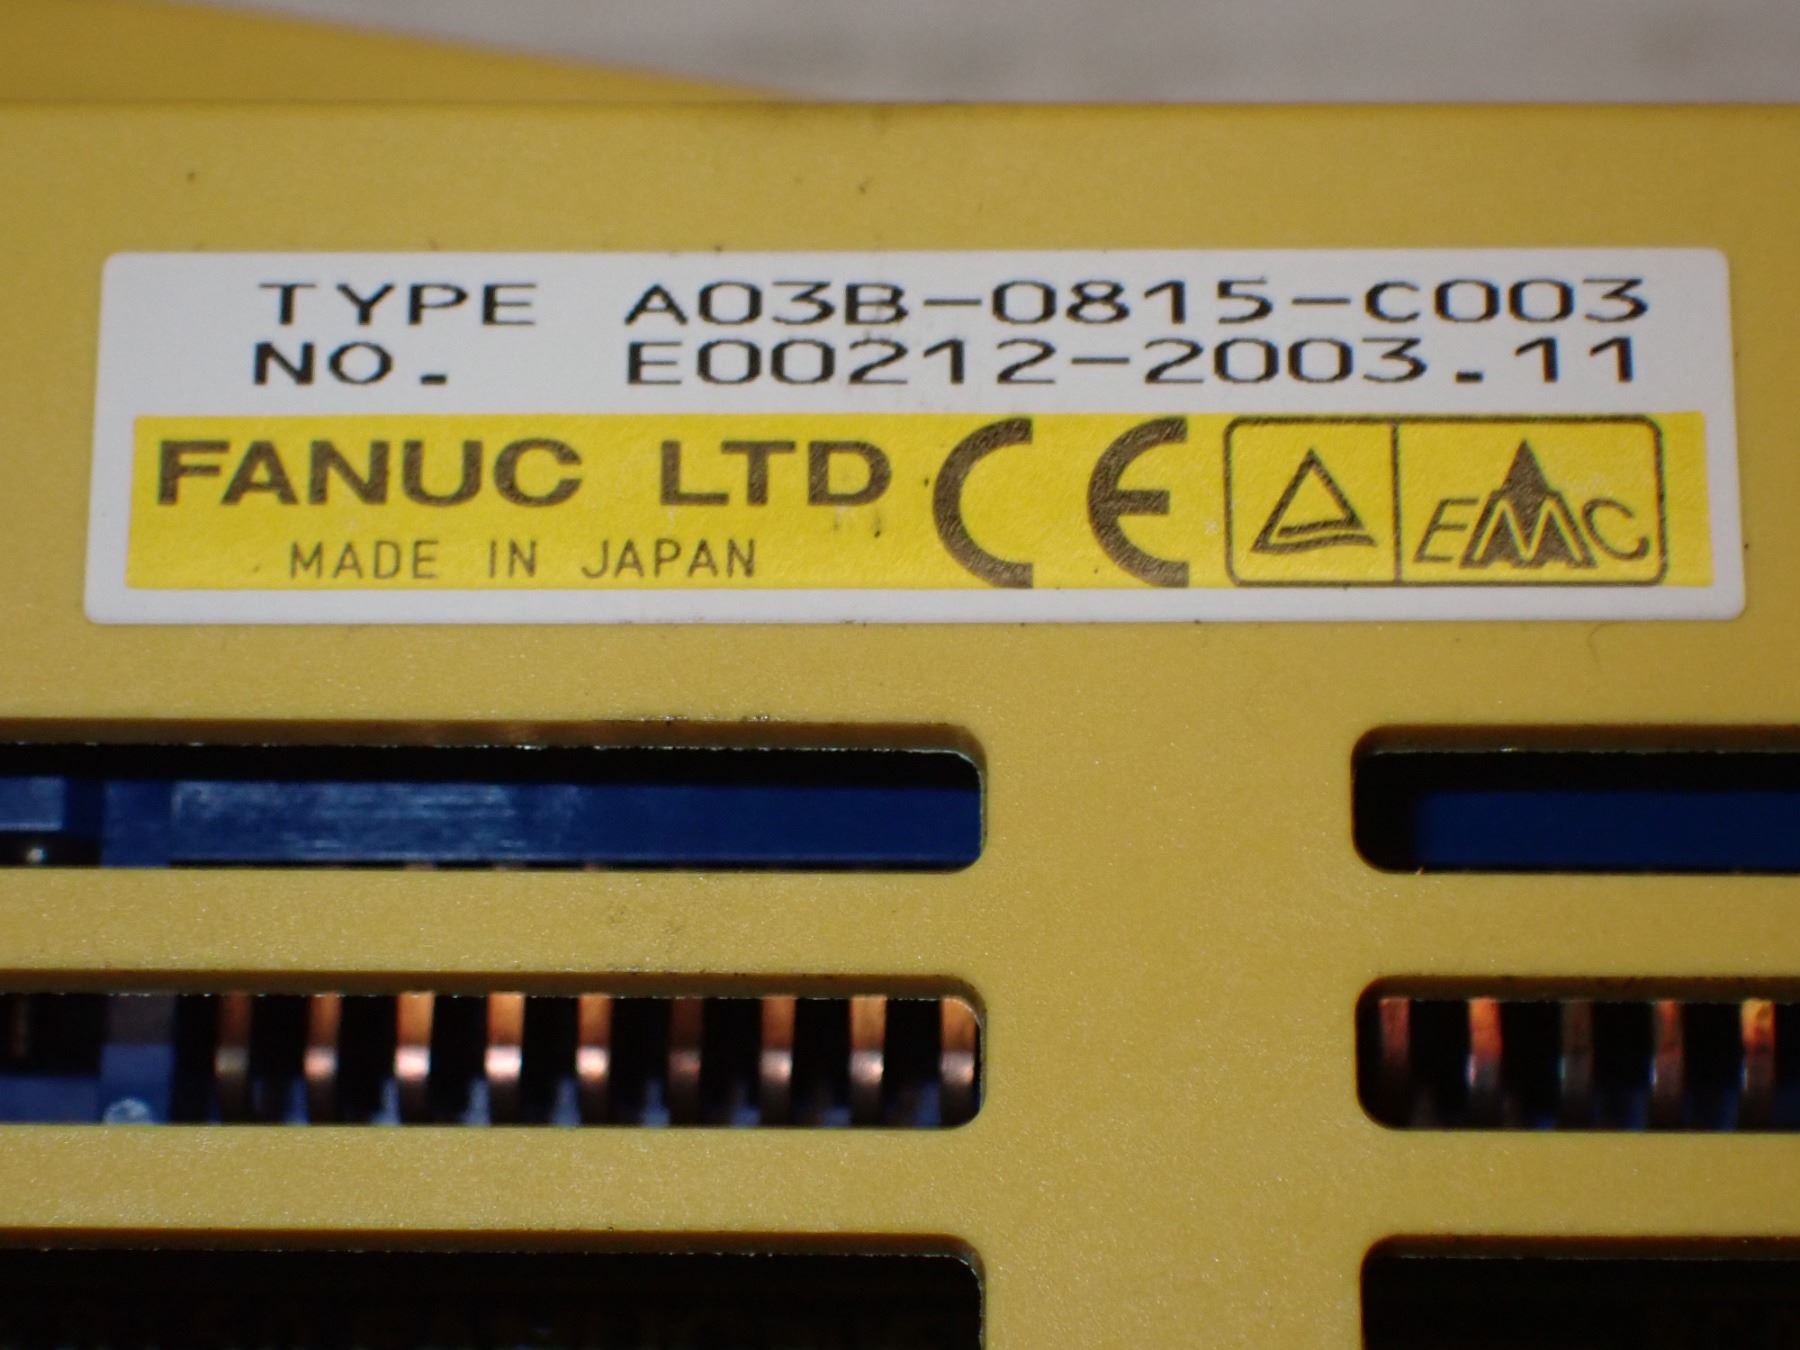 TYPE A03B-0815-C003
NO. E00212-2003.11
FANUC LTD CE EMC
MADE IN JAPAN